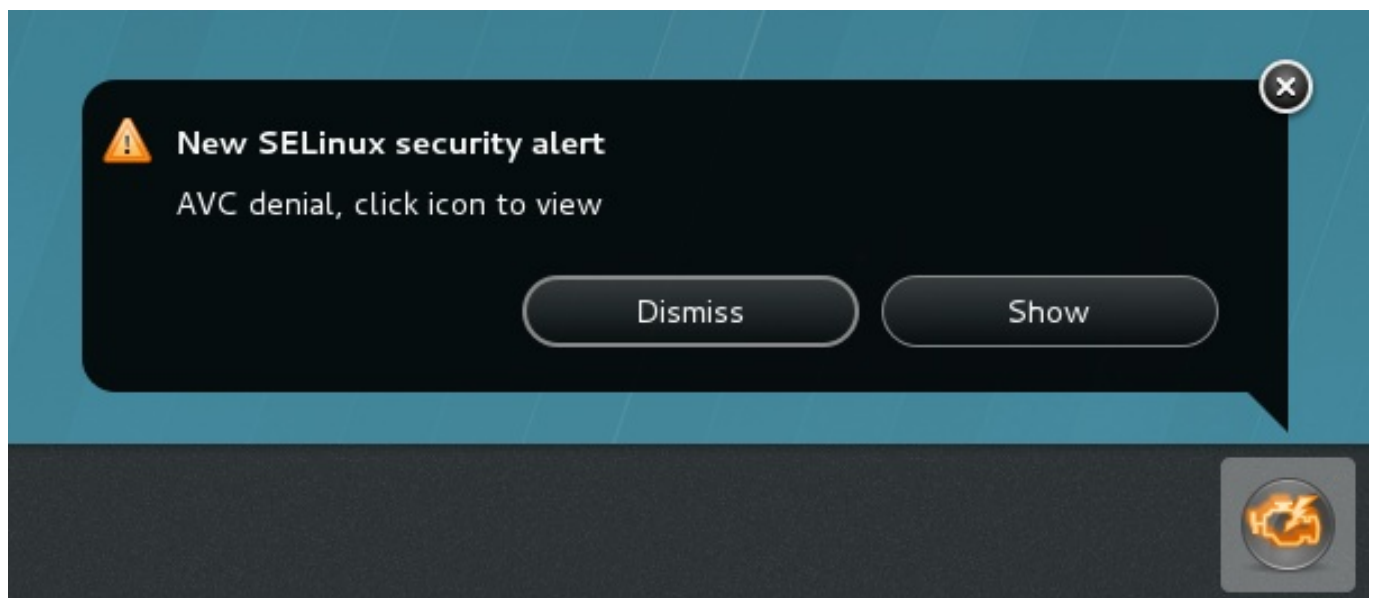 New SELinux security alert
AVC denial, click icon to view
Dismiss Show